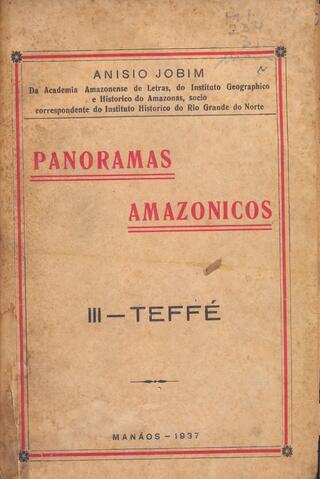 ANISIO JOBIM
Da Academia Amazonense de Letras, do Instituto Geographico
e Historico do Amazonas, socio
correspondente do Instituto Historico do Rio Grande do Norte
PANORAMAS
AMAZONICOS
III — TEFFÉ
MANÁOS - 1937